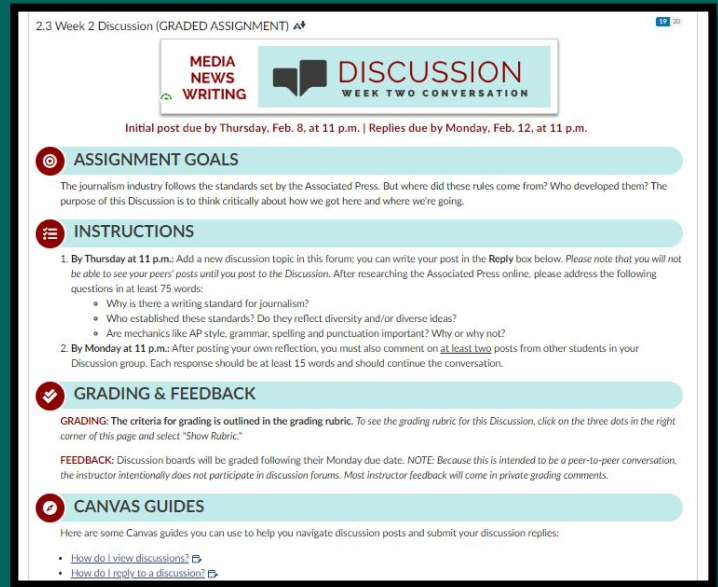 2.3 Week 2 Discussion (GRADED ASSIGNMENT)
19 20
MEDIA
NEWS
WRITING
DISCUSSION
WEEK TWO CONVERSATION
Initial post due by Thursday, Feb. 8, at 11 p.m. | Replies due by Monday, Feb. 12, at 11 p.m.
ASSIGNMENT GOALS
The journalism industry follows the standards set by the Associated Press. But where did these rules come from? Who developed them? The
purpose of this Discussion is to think critically about how we got here and where we're going.
INSTRUCTIONS
1. By Thursday at 11 p.m.: Add a new discussion topic in this forum; you can write your post in the Reply box below. Please note that you will not
be able to see your peers' posts until you post to the Discussion. After researching the Associated Press online, please address the following
questions in at least 75 words:
• Why is there a writing standard for journalism?
• Who established these standards? Do they reflect diversity and/or diverse ideas?
• Are mechanics like AP style, grammar, spelling and punctuation important? Why or why not?
2. By Monday at 11 p.m.: After posting your own reflection, you must also comment on at least two posts from other students in your
Discussion group. Each response should be at least 15 words and should continue the conversation.
GRADING & FEEDBACK
GRADING: The criteria for grading is outlined in the grading rubric. To see the grading rubric for this Discussion, click on the three dots in the right
corner of this page and select "Show Rubric."
FEEDBACK: Discussion boards will be graded following their Monday due date. NOTE: Because this is intended to be a peer-to-peer conversation,
the instructor intentionally does not participate in discussion forums. Most instructor feedback will come in private grading comments.
CANVAS GUIDES
Here are some Canvas guides you can use to help you navigate discussion posts and submit your discussion replies:
• How do I view discussions?
• How do I reply to a discussion?